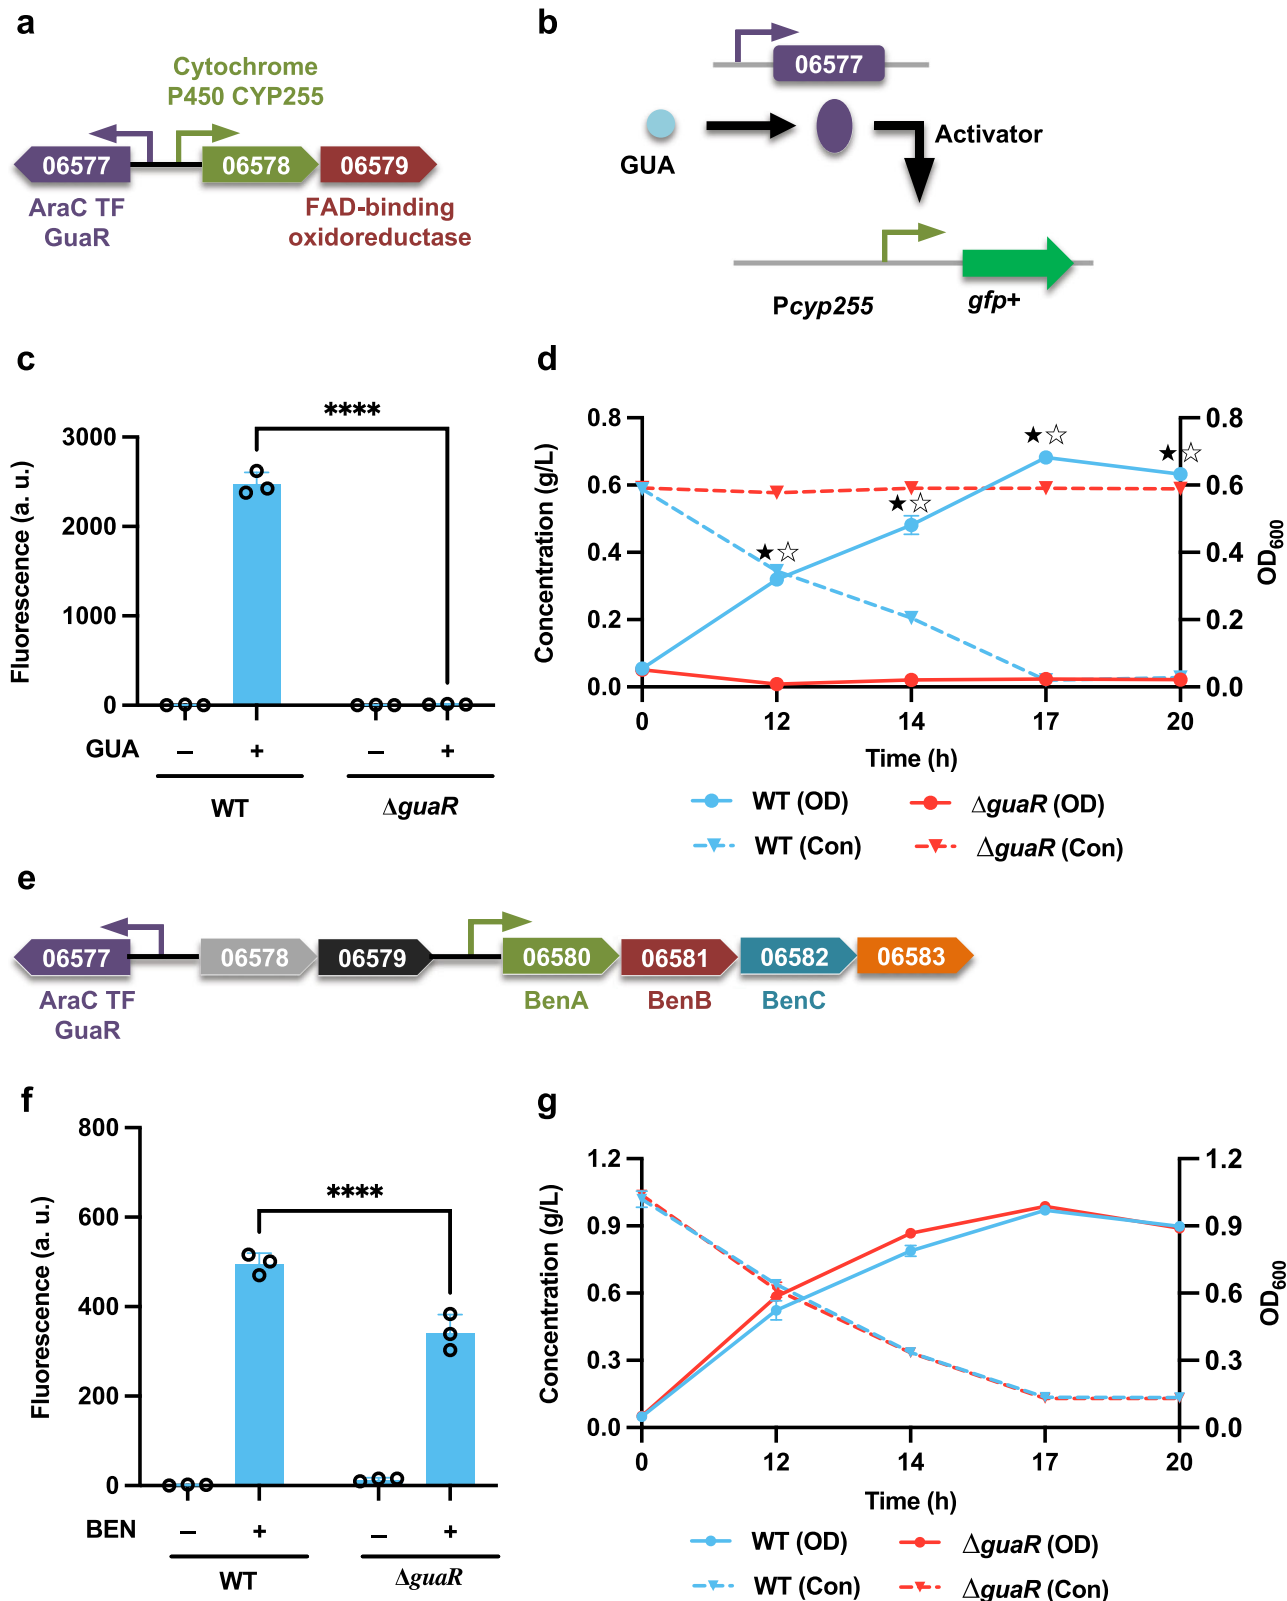 a
Cytochrome
P450 CYP255
06577
06578
06579
AraC TF
GuaR
FAD-binding
oxidoreductase
b
06577
GUA
Activator
Pcyp255
gfp+
c
****
3000
2000
1000
0
Fluorescence (a. u.)
GUA
–
+
–
+
WT
ΔguaR
d
0.8
0.6
0.4
0.2
0.0
Concentration (g/L)
★☆
★☆
★☆
★☆
0.8
0.6
0.4
0.2
0.0
OD600
0
12
14
17
20
Time (h)
WT (OD)
ΔguaR (OD)
WT (Con)
ΔguaR (Con)
e
06577
06578
06579
06580
06581
06582
06583
AraC TF
GuaR
BenA
BenB
BenC
f
****
800
600
400
200
0
Fluorescence (a. u.)
BEN
–
+
–
+
WT
ΔguaR
g
1.2
0.9
0.6
0.3
0.0
Concentration (g/L)
1.2
0.9
0.6
0.3
0.0
OD600
0
12
14
17
20
Time (h)
WT (OD)
ΔguaR (OD)
WT (Con)
ΔguaR (Con)